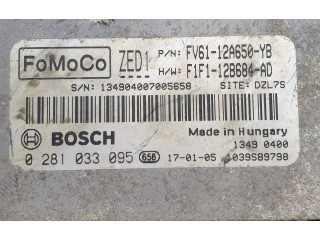 FoMoCo ZED1 P/N: FV61-12A650-YB
H/W: F1F1-12B684-AD
S/N: 134904007005658 SITE: DZL7S
BOSCH Made in Hungary
1349 0400
0 281 033 095 658 17-01-05 1039S89798